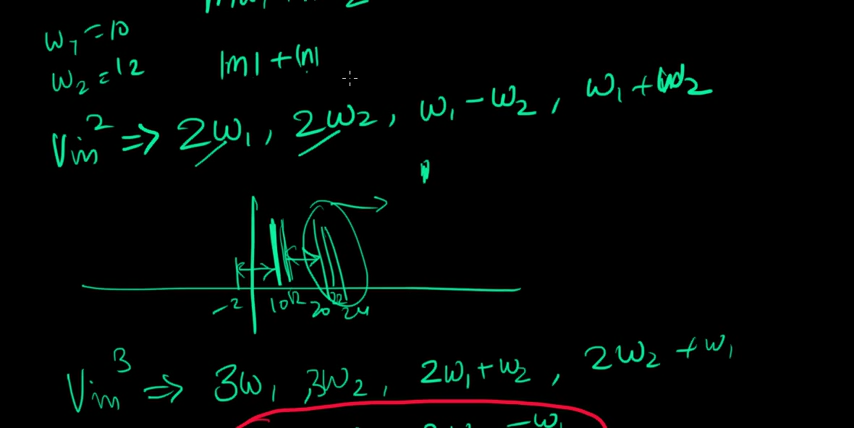 ω₁ = 10
ω₂ = 12
|m| + |n|
Vin² ⇒ 2ω₁, 2ω₂, ω₁ - ω₂, ω₁ + ω₂
-2 10 12 20 22 24
Vin³ ⇒ 3ω₁, 3ω₂, 2ω₁ + ω₂, 2ω₂ + ω₁
- ω₁